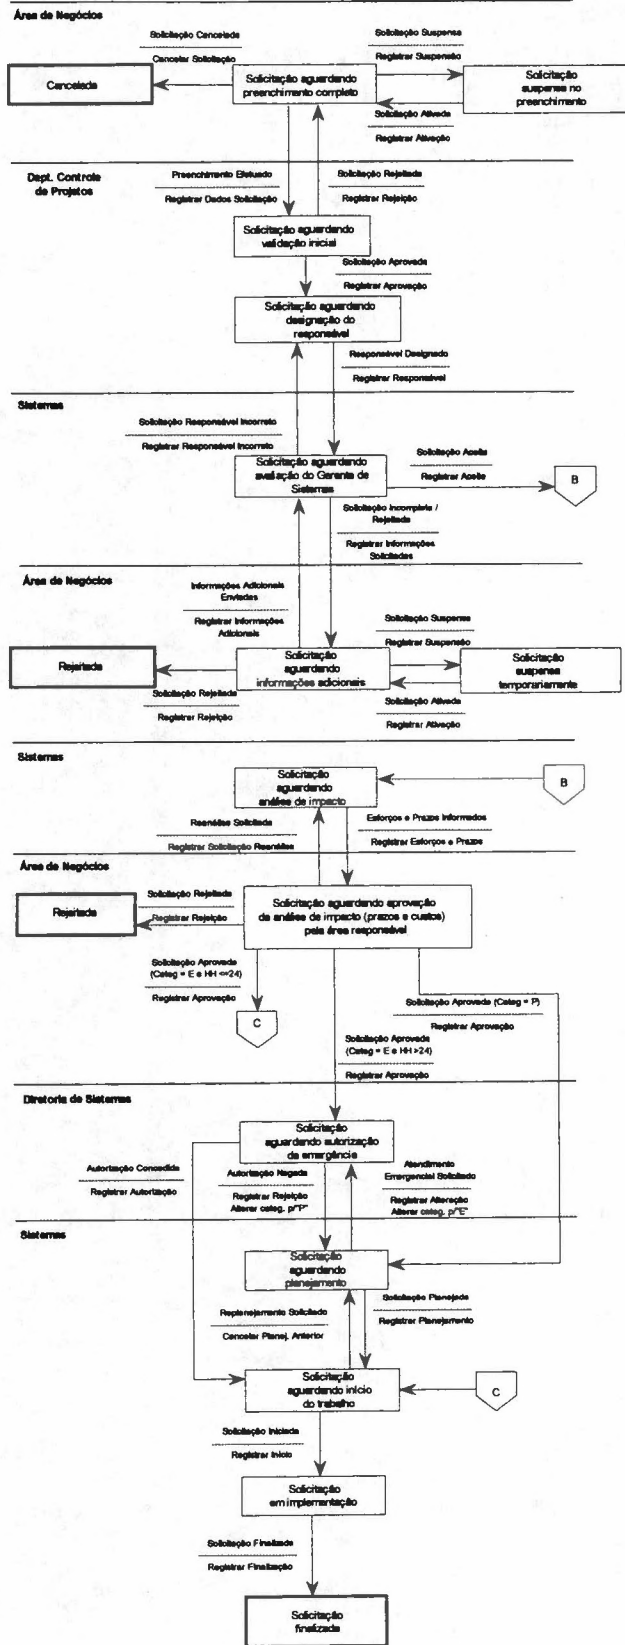 Área de Negócios
Solicitação Cancelada
Cancelar Solicitação
Solicitação Suspensa
Registrar Suspensão
Cancelada
Solicitação aguardando
preenchimento completo
Solicitação
suspensa no
preenchimento
Solicitação Ativada
Registrar Ativação
Dept. Controle
de Projetos
Preenchimento Efetuado
Registrar Dados Solicitação
Solicitação Rejeitada
Registrar Rejeição
Solicitação aguardando
validação inicial
Solicitação Aprovada
Registrar Aprovação
Solicitação aguardando
designação do
responsável
Responsável Designado
Registrar Responsável
Sistemas
Solicitação Responsável Incorreto
Registrar Responsável Incorreto
Solicitação aguardando
avaliação do Gerente de
Sistemas
Solicitação Aceita
Registrar Aceite
B
Solicitação Incompleta /
Rejeitada
Registrar Informações
Solicitadas
Área de Negócios
Informações Adicionais
Enviadas
Registrar Informações
Adicionais
Solicitação Suspensa
Registrar Suspensão
Rejeitada
Solicitação
aguardando
informações adicionais
Solicitação
suspensa
temporariamente
Solicitação Rejeitada
Registrar Rejeição
Solicitação Ativada
Registrar Ativação
Sistemas
Solicitação
aguardando
análise de impacto
B
Reanálise Solicitada
Registrar Solicitação Reanálise
Esforços e Prazos Informados
Registrar Esforços e Prazos
Área de Negócios
Rejeitada
Solicitação Rejeitada
Registrar Rejeição
Solicitação aguardando aprovação
da análise de impacto (prazos e custos)
pela área responsável
Solicitação Aprovada
(Categ = E e HH <=24)
Registrar Aprovação
C
Solicitação Aprovada (Categ = P)
Registrar Aprovação
Solicitação Aprovada
(Categ = E e HH >24)
Registrar Aprovação
Diretoria de Sistemas
Solicitação
aguardando autorização
de emergência
Autorização Concedida
Registrar Autorização
Autorização Negada
Registrar Rejeição
Alterar categ. p/"P"
Atendimento
Emergencial Solicitado
Registrar Alteração
Alterar categ. p/"E"
Sistemas
Solicitação
aguardando
planejamento
Replanejamento Solicitado
Cancelar Planej. Anterior
Solicitação Planejada
Registrar Planejamento
Solicitação
aguardando início
do trabalho
C
Solicitação Iniciada
Registrar Início
Solicitação
em implementação
Solicitação Finalizada
Registrar Finalização
Solicitação
finalizada